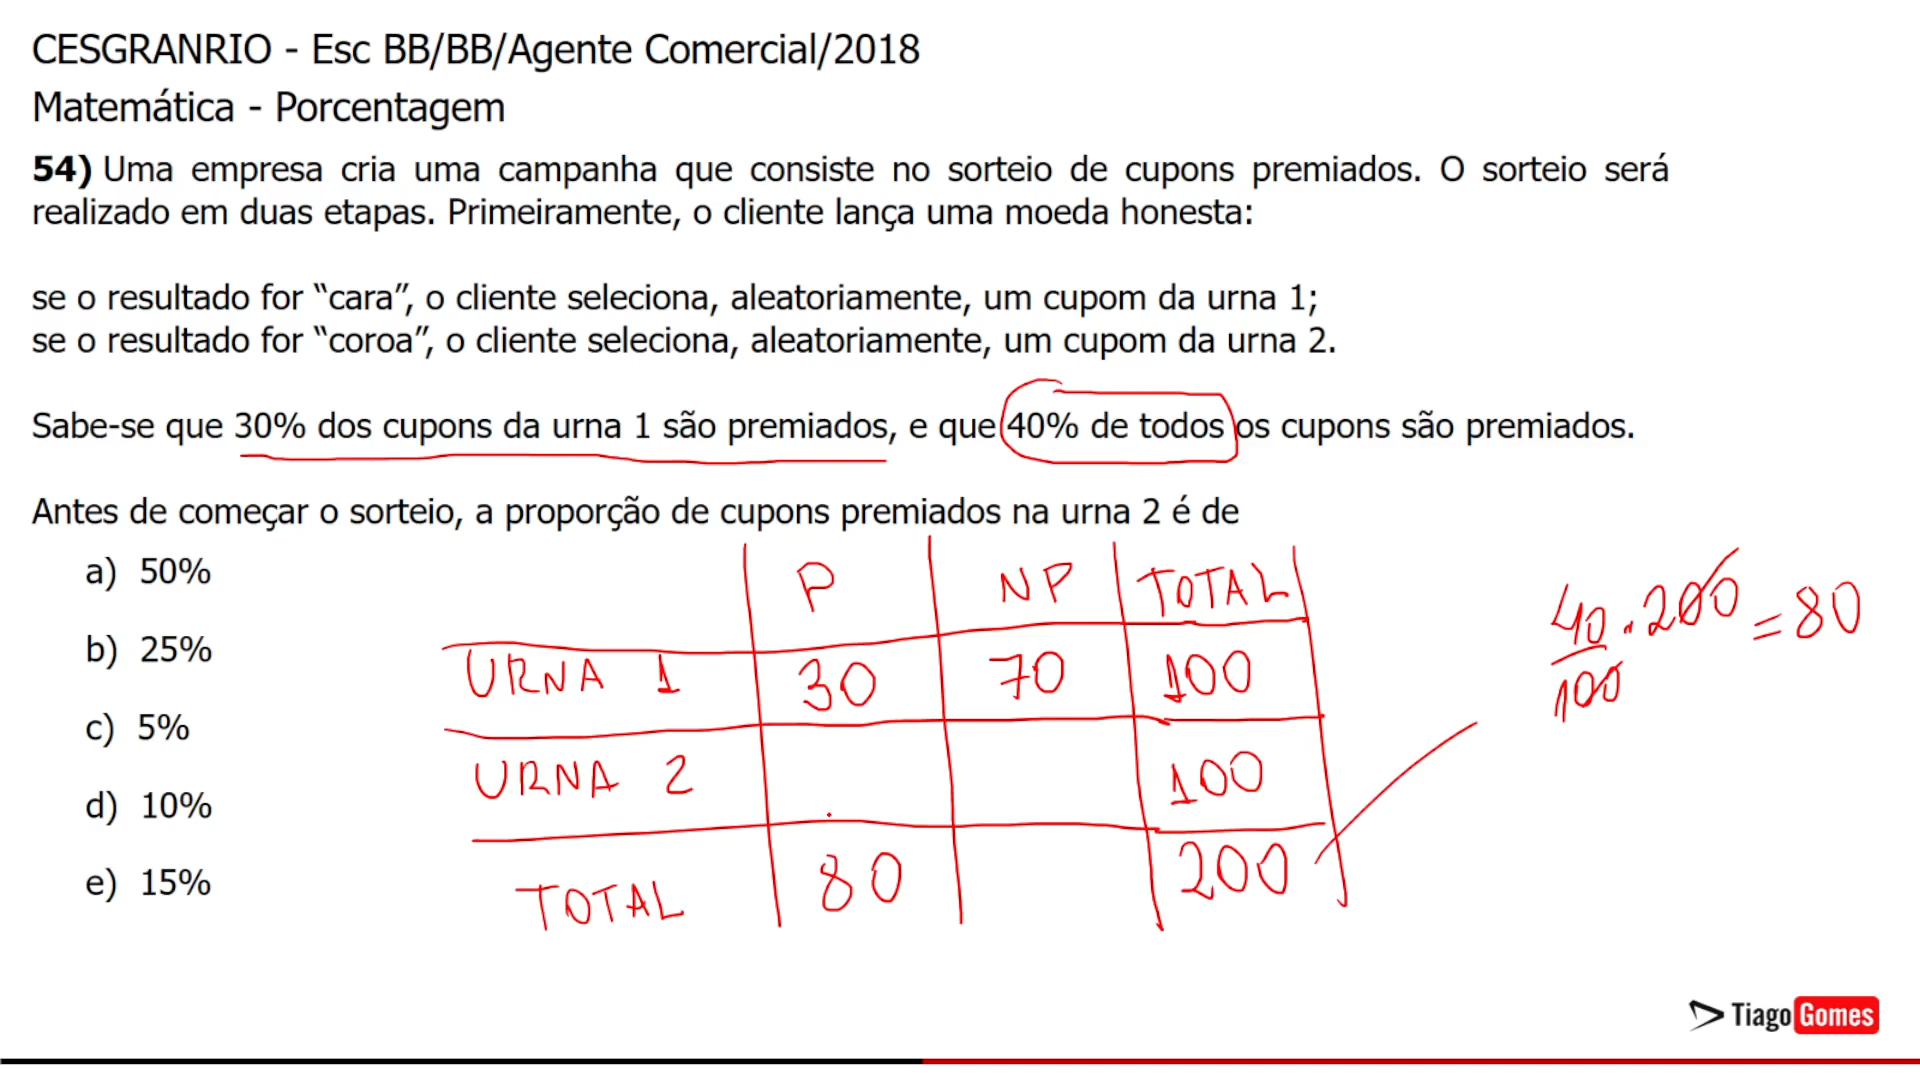 CESGRANRIO - Esc BB/BB/Agente Comercial/2018
Matemática - Porcentagem
54) Uma empresa cria uma campanha que consiste no sorteio de cupons premiados. O sorteio será
realizado em duas etapas. Primeiramente, o cliente lança uma moeda honesta:
se o resultado for “cara”, o cliente seleciona, aleatoriamente, um cupom da urna 1;
se o resultado for “coroa”, o cliente seleciona, aleatoriamente, um cupom da urna 2.
Sabe-se que 30% dos cupons da urna 1 são premiados, e que 40% de todos os cupons são premiados.
Antes de começar o sorteio, a proporção de cupons premiados na urna 2 é de
a) 50%
b) 25%
c) 5%
d) 10%
e) 15%
P NP TOTAL
URNA 1 30 70 100
URNA 2 100
TOTAL 80 200
40 . 200 = 80
100
Tiago Gomes